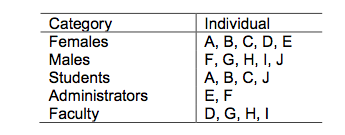 Category Individual
Females A, B, C, D, E
Males F, G, H, I, J
Students A, B, C, J
Administrators E, F
Faculty D, G, H, I